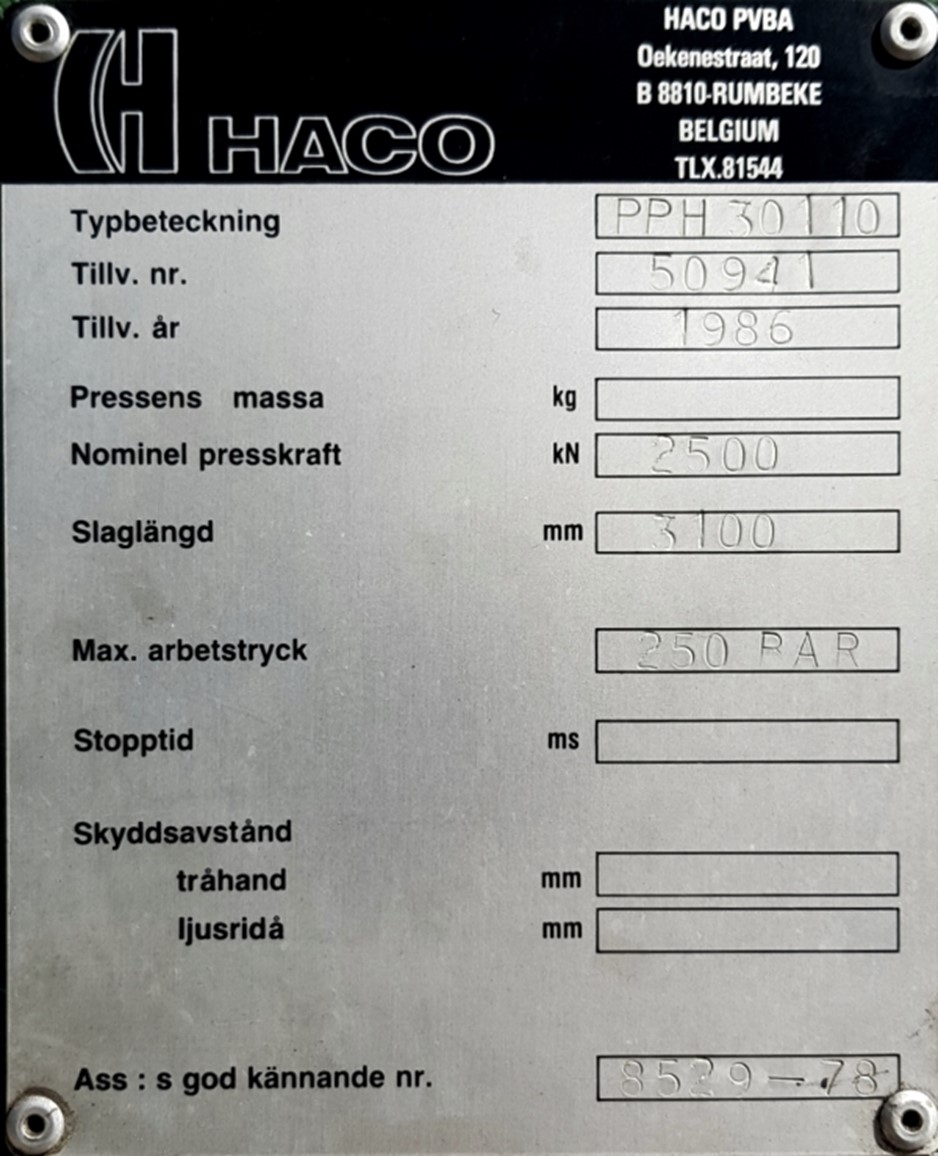 HACO
HACO PVBA
Oekenestraat, 120
B 8810-RUMBEKE
BELGIUM
TLX.81544
Typbeteckning PPH 30110
Tillv. nr. 50941
Tillv. år 1986
Pressens massa kg
Nominel presskraft kN 2500
Slaglängd mm 3100
Max. arbetstryck 250 BAR
Stopptid ms
Skyddsavstånd
tråhand mm
ljusridå mm
Ass : s god kännande nr. 8529-78